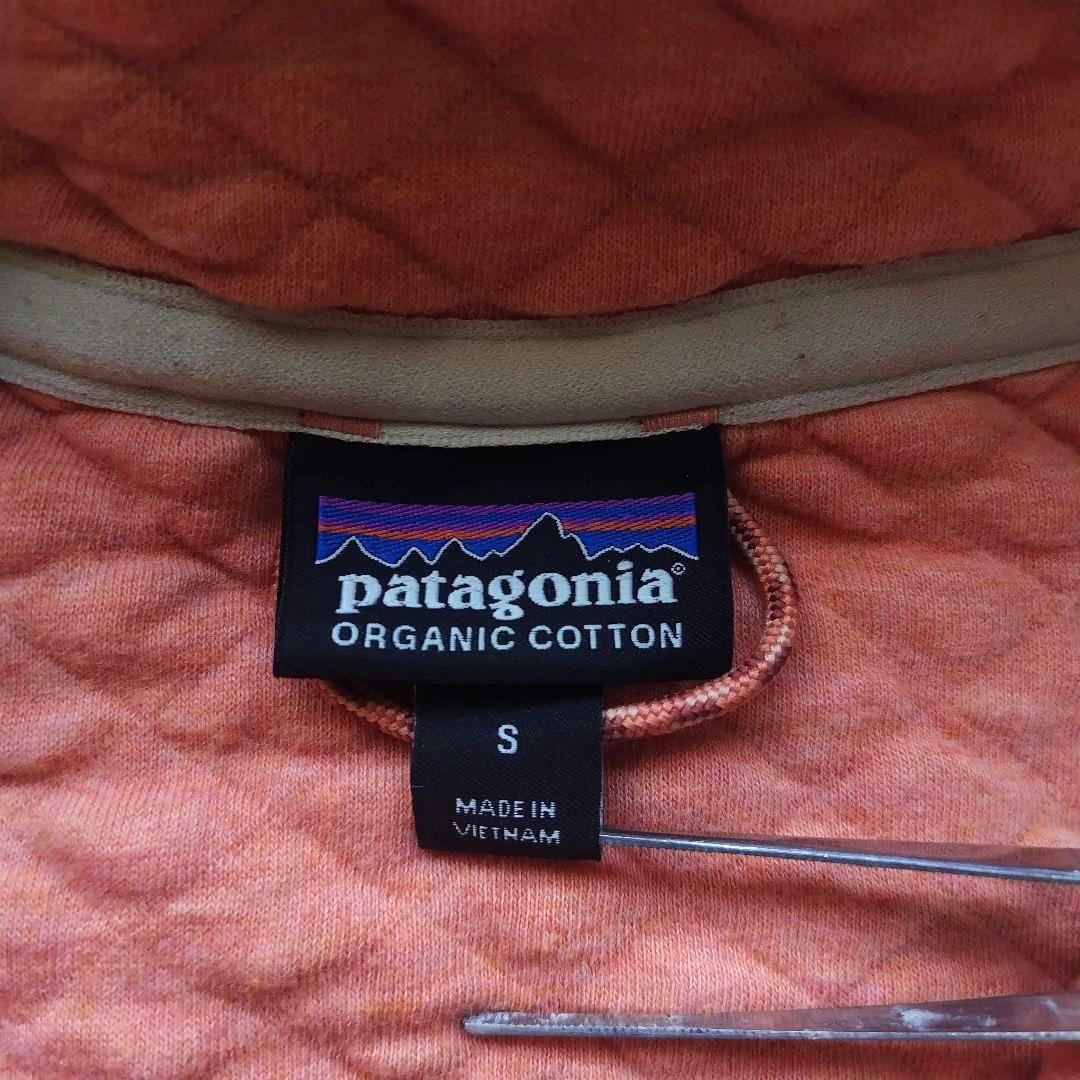 patagonia®
ORGANIC COTTON
S
MADE IN
VIETNAM